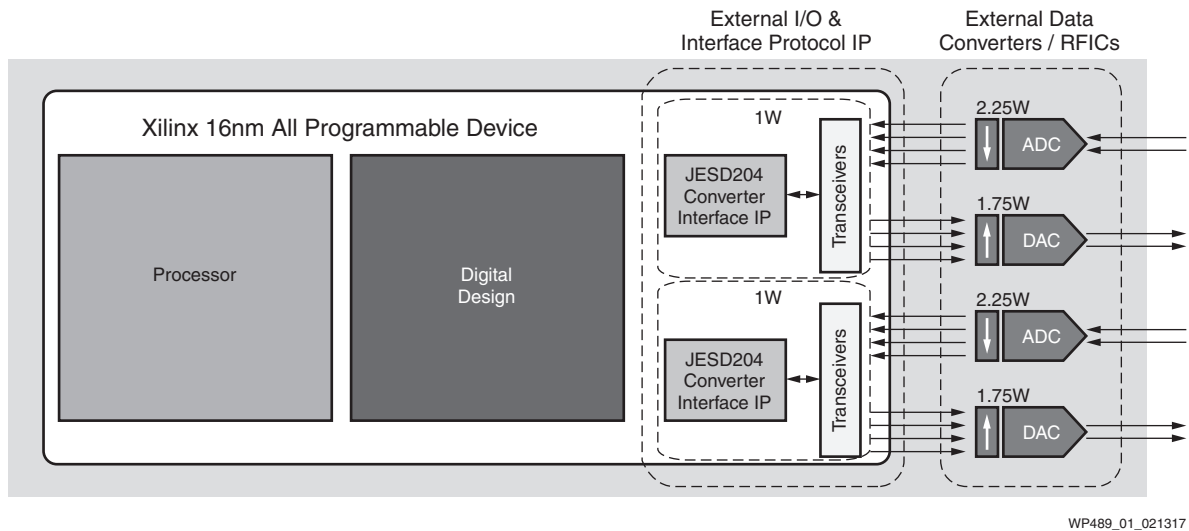 External I/O &
Interface Protocol IP
External Data
Converters / RFICs
Xilinx 16nm All Programmable Device
Processor
Digital
Design
1W
JESD204
Converter
Interface IP
Transceivers
2.25W
ADC
1.75W
DAC
1W
JESD204
Converter
Interface IP
Transceivers
2.25W
ADC
1.75W
DAC
WP489_01_021317